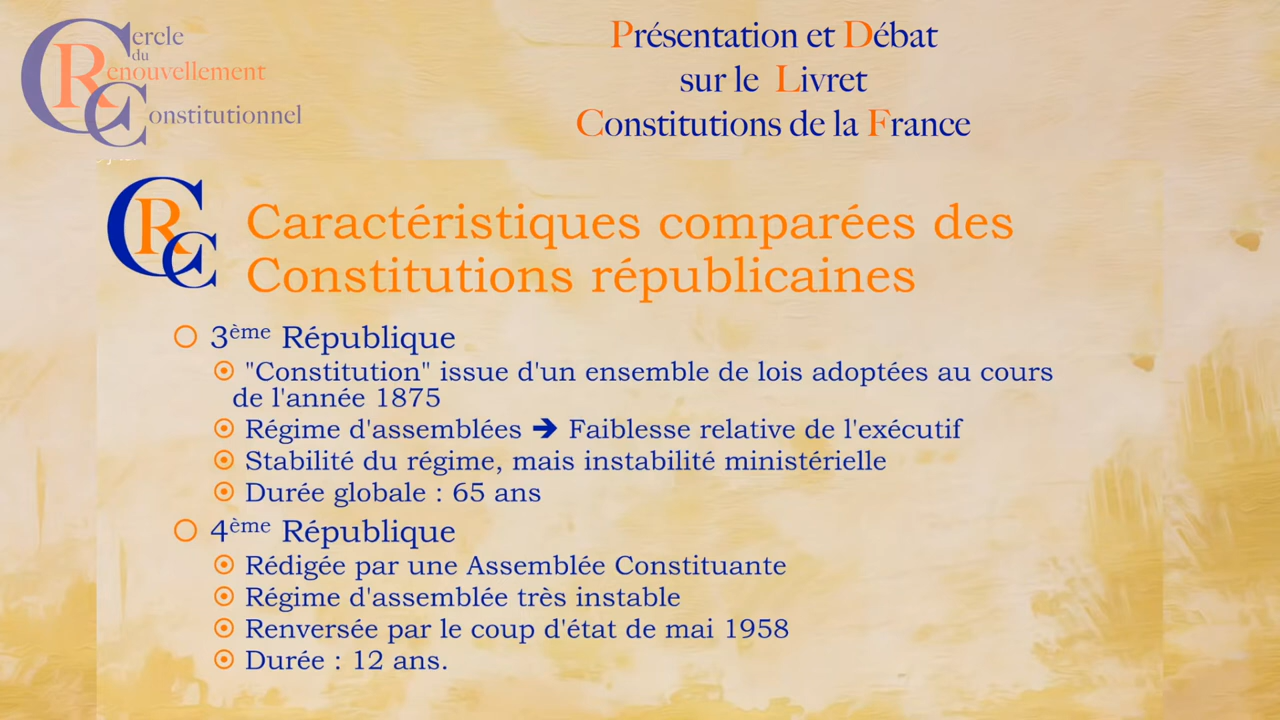 Cercle
du
Renouvellement
Constitutionnel
Présentation et Débat
sur le Livret
Constitutions de la France
CRC
Caractéristiques comparées des
Constitutions républicaines
3ème République
"Constitution" issue d'un ensemble de lois adoptées au cours
de l'année 1875
Régime d'assemblées ➔ Faiblesse relative de l'exécutif
Stabilité du régime, mais instabilité ministérielle
Durée globale : 65 ans
4ème République
Rédigée par une Assemblée Constituante
Régime d'assemblée très instable
Renversée par le coup d'état de mai 1958
Durée : 12 ans.